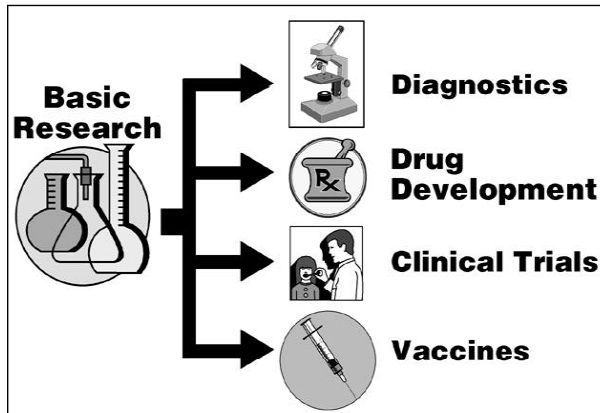 Basic
Research
Diagnostics
Rx
Drug
Development
Clinical Trials
Vaccines